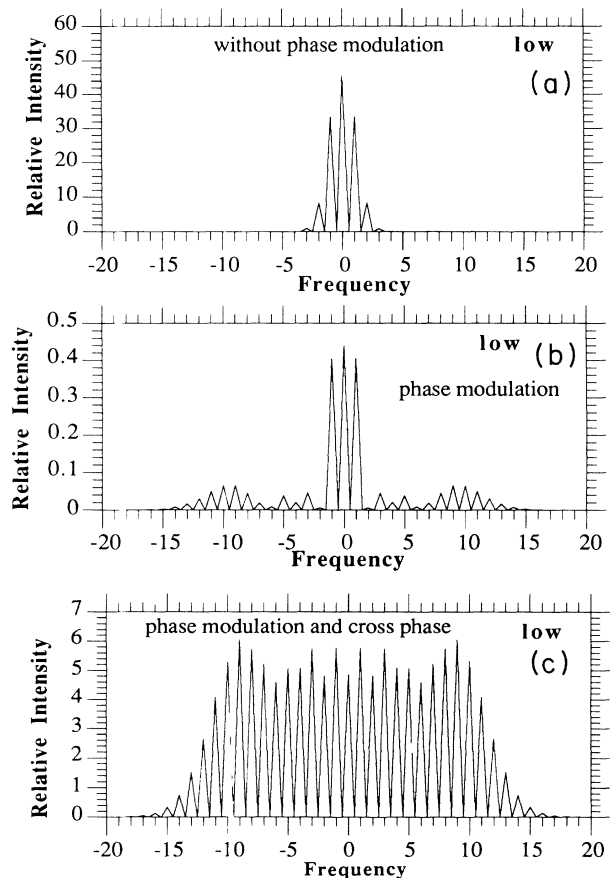 60
without phase modulation low
50
(a)
40
30
20
10
0
-20 -15 -10 -5 0 5 10 15 20
Frequency
Relative Intensity
0.5
low (b)
0.4
phase modulation
0.3
0.2
0.1
0
-20 -15 -10 -5 0 5 10 15 20
Frequency
Relative Intensity
7
phase modulation and cross phase low
6
(c)
5
4
3
2
1
0
-20 -15 -10 -5 0 5 10 15 20
Frequency
Relative Intensity